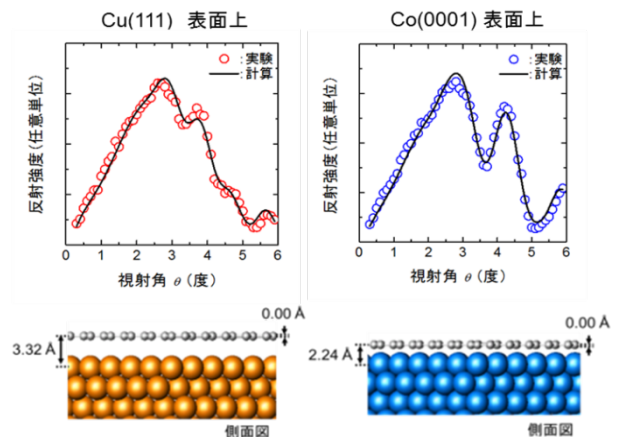 Cu(111) 表面上
Co(0001) 表面上
反射強度(任意単位)
:実験
:計算
0 1 2 3 4 5 6
視射角 θ (度)
反射強度(任意単位)
:実験
:計算
0 1 2 3 4 5 6
視射角 θ (度)
0.00 Å
3.32 Å
側面図
0.00 Å
2.24 Å
側面図